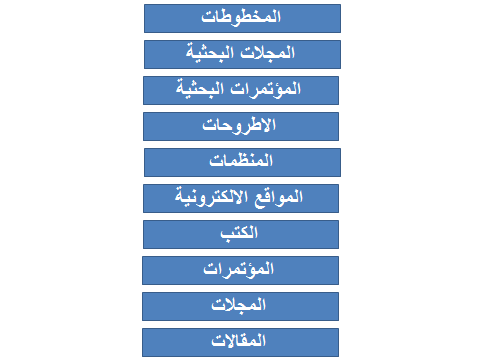 المخطوطات
المجلات البحثية
المؤتمرات البحثية
الاطروحات
المنظمات
المواقع الالكترونية
الكتب
المؤتمرات
المجلات
المقالات